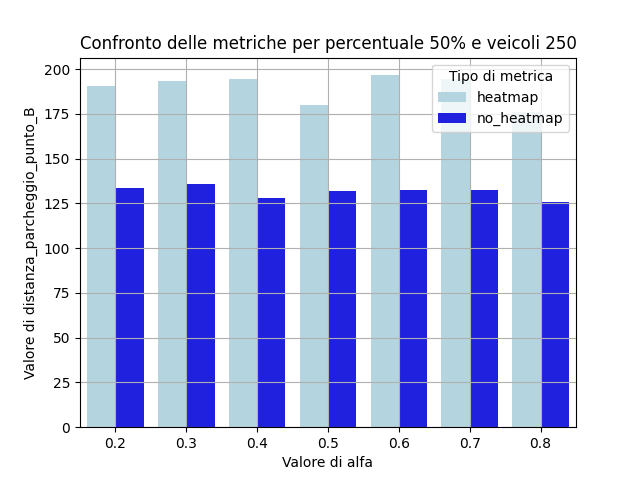 Confronto delle metriche per percentuale 50% e veicoli 250
Valore di distanza_parcheggio_punto_B
200
175
150
125
100
75
50
25
0
Tipo di metrica
heatmap
no_heatmap
0.2 0.3 0.4 0.5 0.6 0.7 0.8
Valore di alfa